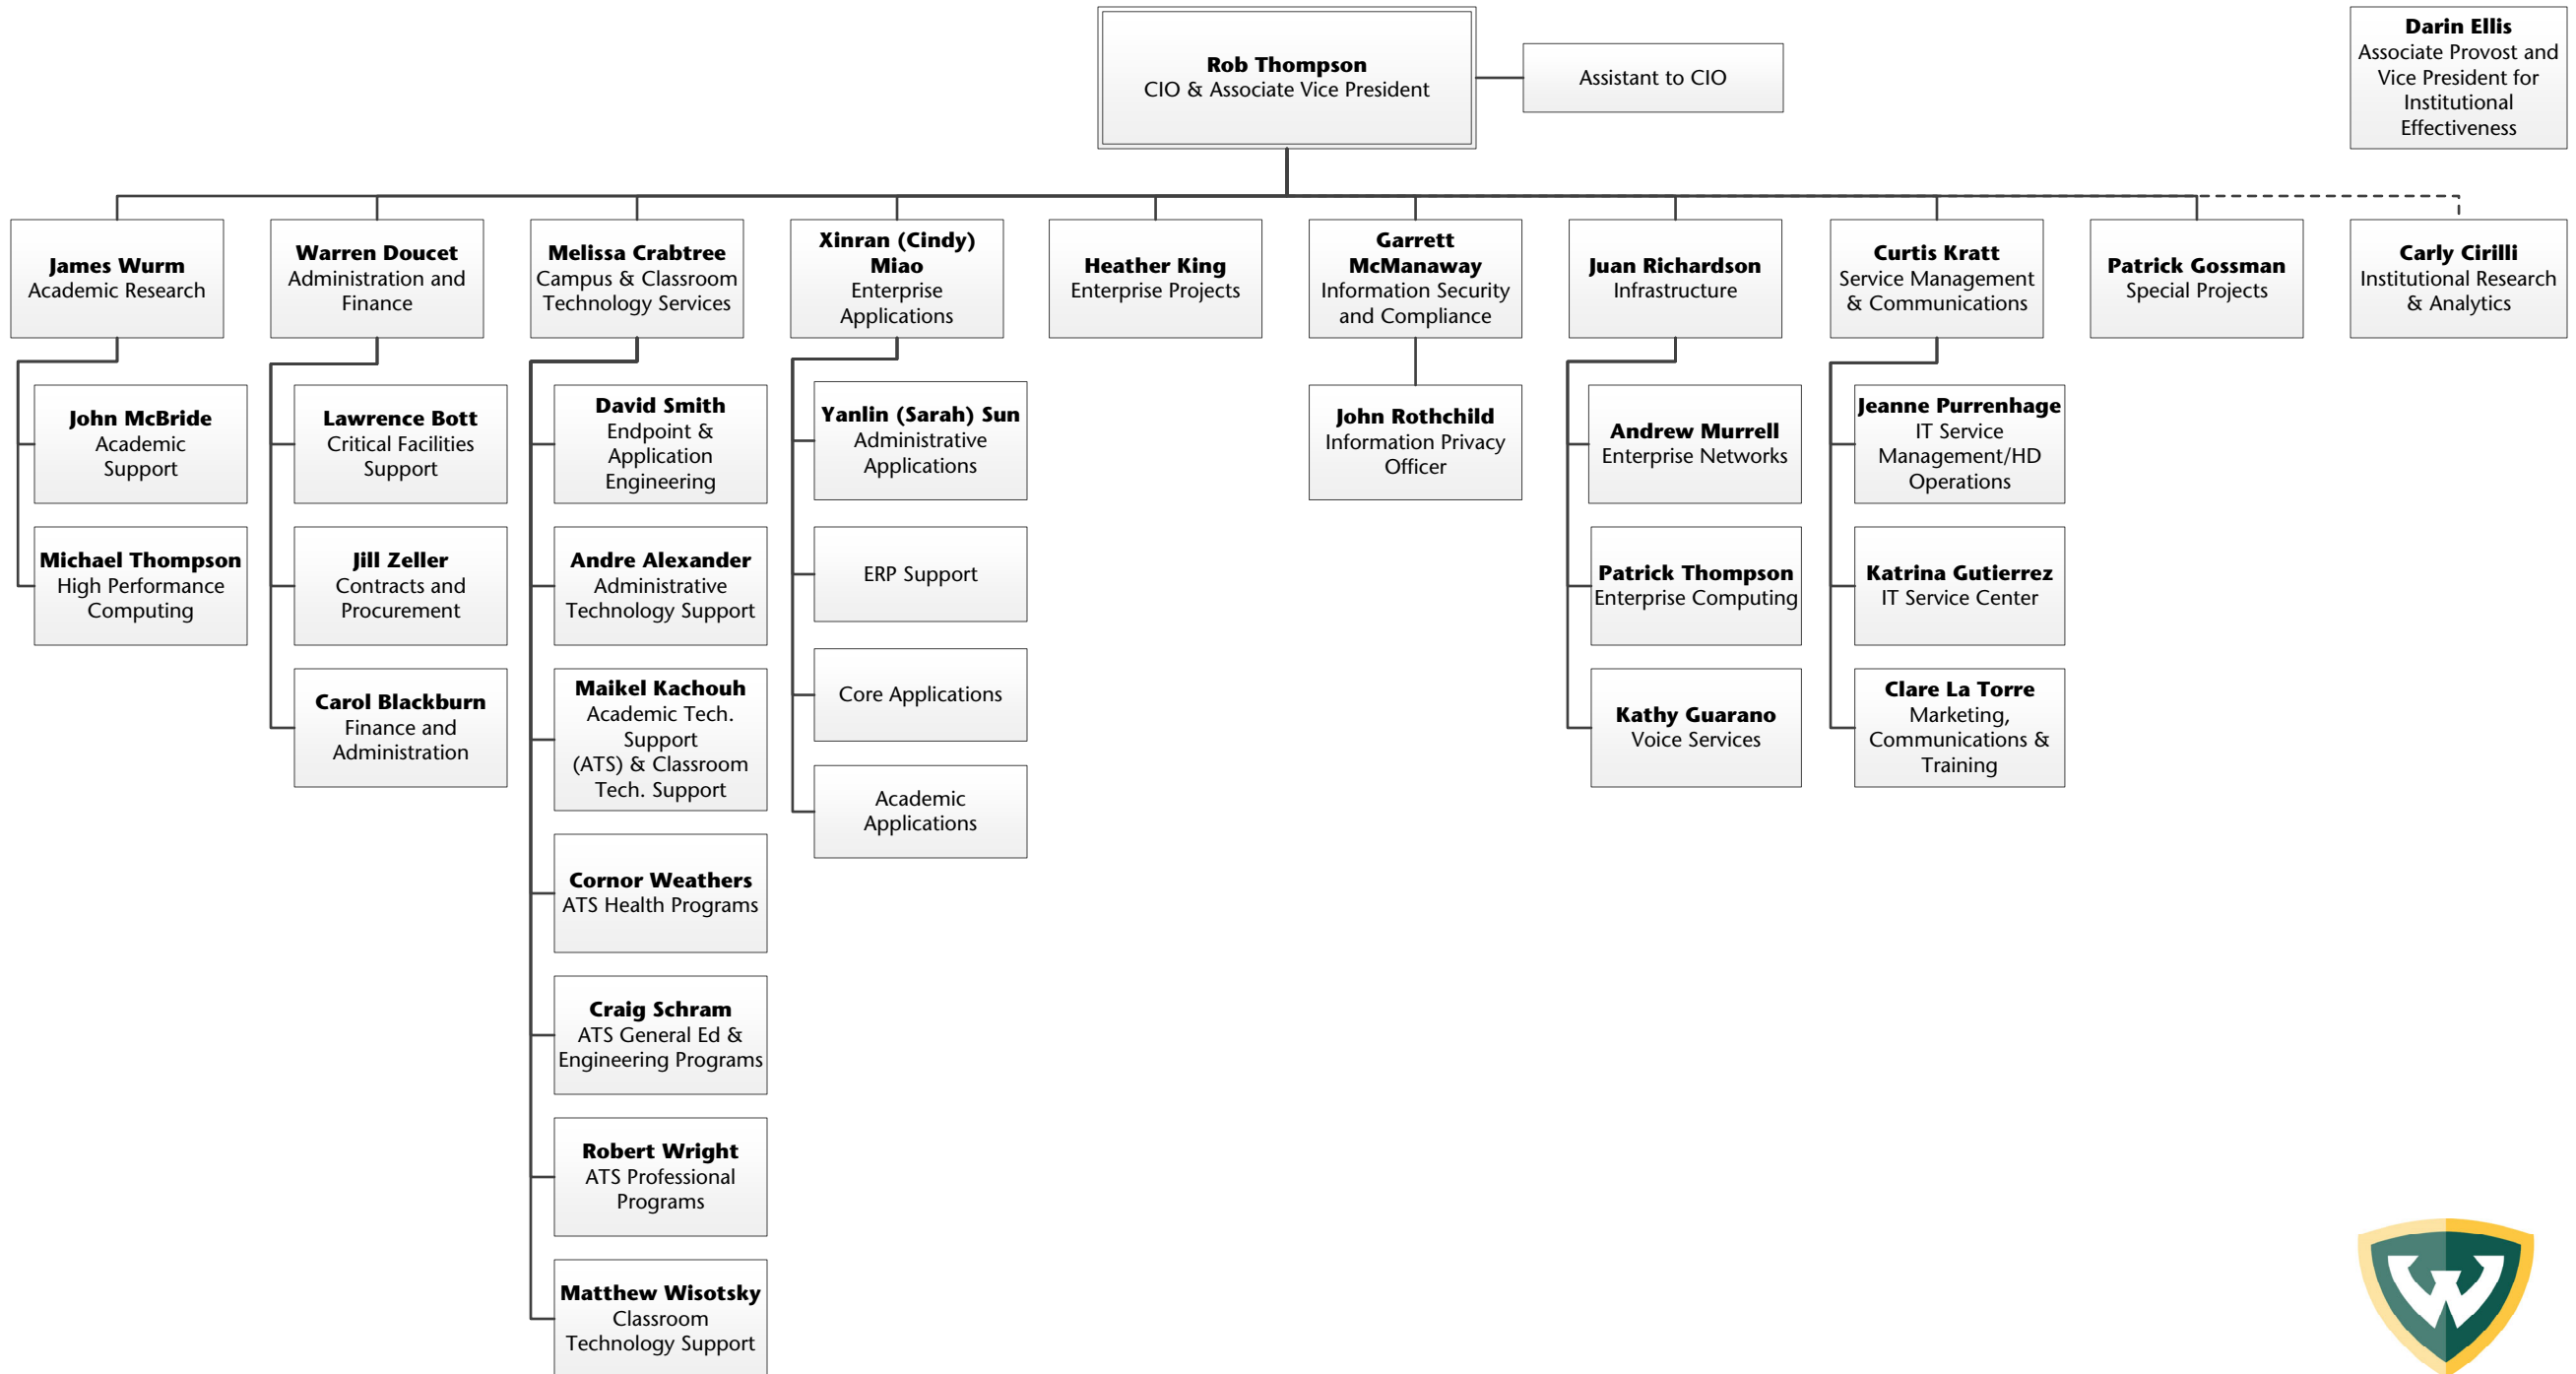 Rob Thompson
CIO & Associate Vice President
Assistant to CIO
Darin Ellis
Associate Provost and
Vice President for
Institutional
Effectiveness
James Wurm
Academic Research
Warren Doucet
Administration and
Finance
Melissa Crabtree
Campus & Classroom
Technology Services
Xinran (Cindy)
Miao
Enterprise
Applications
Heather King
Enterprise Projects
Garrett
McManaway
Information Security
and Compliance
Juan Richardson
Infrastructure
Curtis Kratt
Service Management
& Communications
Patrick Gossman
Special Projects
Carly Cirilli
Institutional Research
& Analytics
John McBride
Academic
Support
Michael Thompson
High Performance
Computing
Lawrence Bott
Critical Facilities
Support
Jill Zeller
Contracts and
Procurement
Carol Blackburn
Finance and
Administration
David Smith
Endpoint &
Application
Engineering
Andre Alexander
Administrative
Technology Support
Maikel Kachouh
Academic Tech.
Support
(ATS) & Classroom
Tech. Support
Cornor Weathers
ATS Health Programs
Craig Schram
ATS General Ed &
Engineering Programs
Robert Wright
ATS Professional
Programs
Matthew Wisotsky
Classroom
Technology Support
Yanlin (Sarah) Sun
Administrative
Applications
ERP Support
Core Applications
Academic
Applications
John Rothchild
Information Privacy
Officer
Andrew Murrell
Enterprise Networks
Patrick Thompson
Enterprise Computing
Kathy Guarano
Voice Services
Jeanne Purrenhage
IT Service
Management/HD
Operations
Katrina Gutierrez
IT Service Center
Clare La Torre
Marketing,
Communications &
Training
W